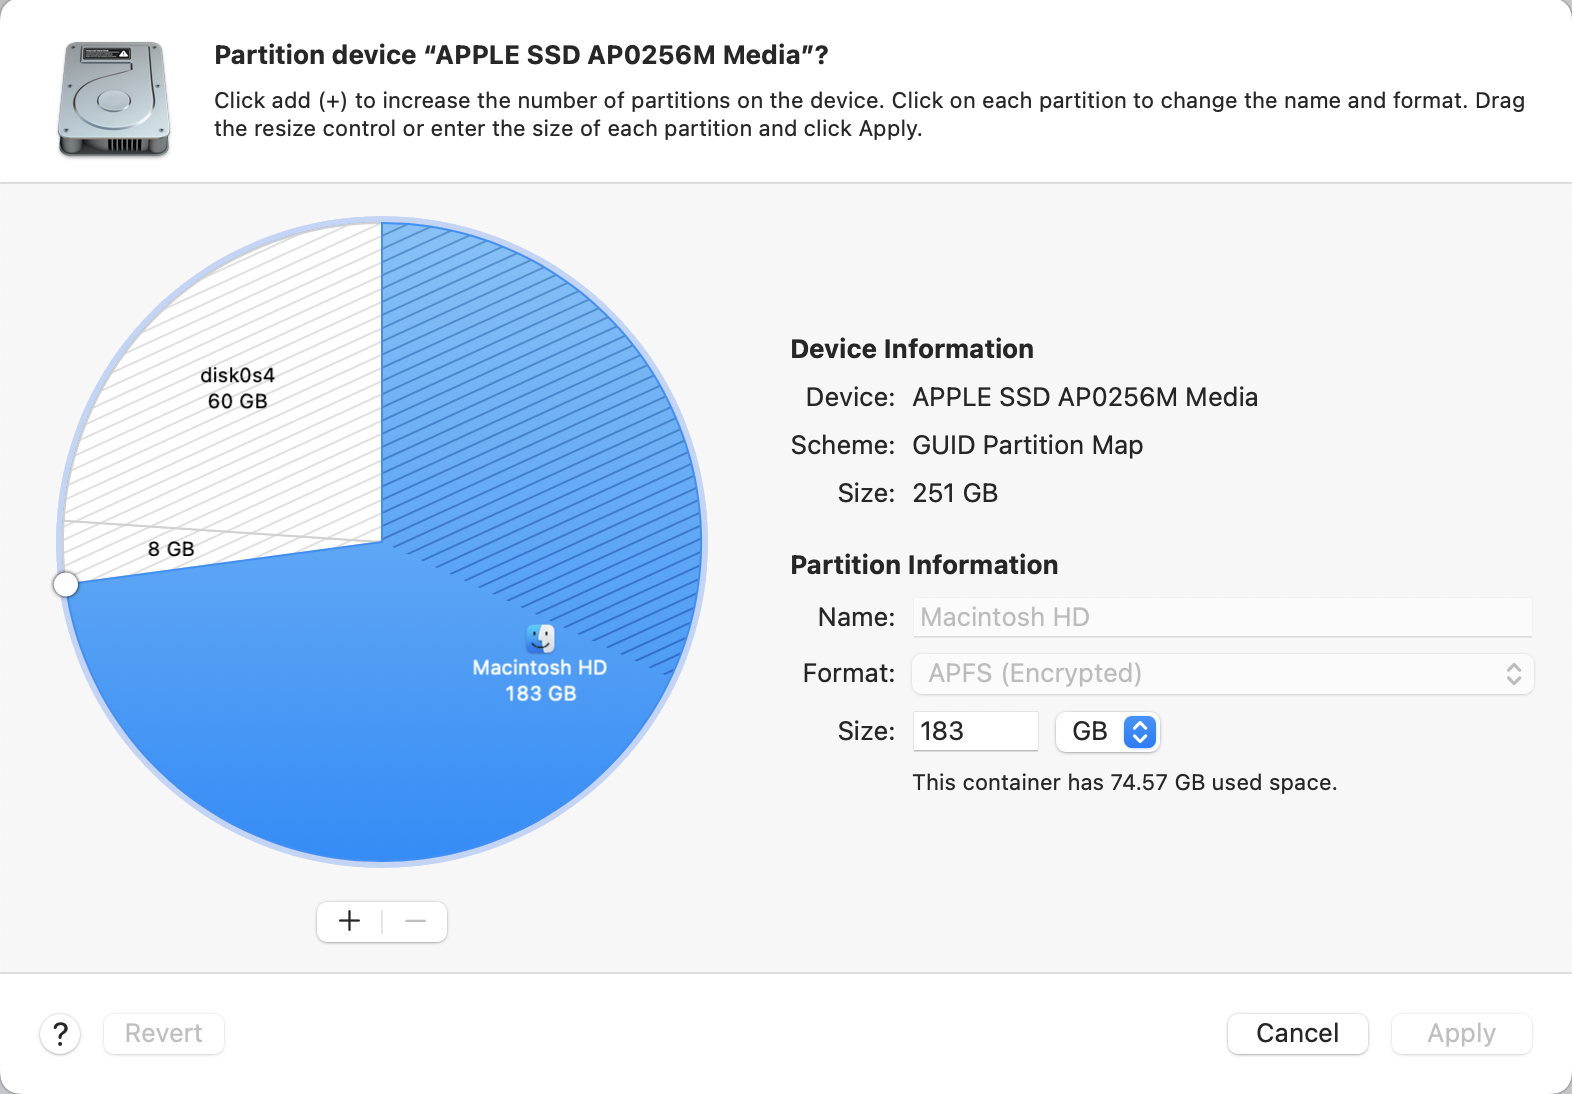 Partition device “APPLE SSD AP0256M Media”?
Click add (+) to increase the number of partitions on the device. Click on each partition to change the name and format. Drag
the resize control or enter the size of each partition and click Apply.
disk0s4
60 GB
8 GB
Macintosh HD
183 GB
Device Information
Device: APPLE SSD AP0256M Media
Scheme: GUID Partition Map
Size: 251 GB
Partition Information
Name: Macintosh HD
Format: APFS (Encrypted)
Size: 183 GB
This container has 74.57 GB used space.
+ −
? Revert Cancel Apply